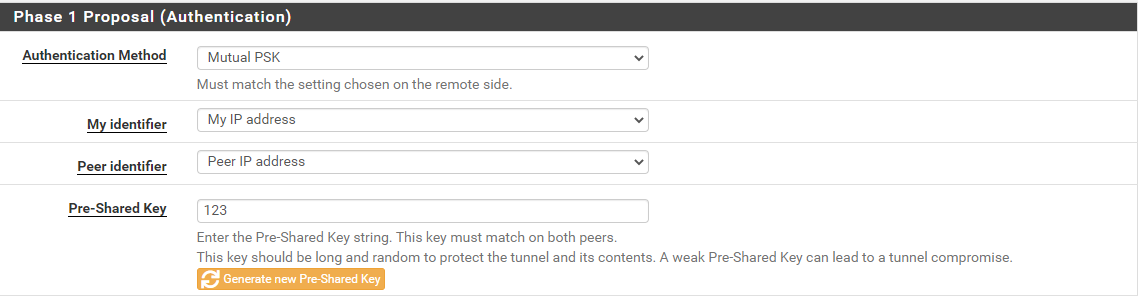 Phase 1 Proposal (Authentication)
Authentication Method Mutual PSK
Must match the setting chosen on the remote side.
My identifier My IP address
Peer identifier Peer IP address
Pre-Shared Key 123
Enter the Pre-Shared Key string. This key must match on both peers.
This key should be long and random to protect the tunnel and its contents. A weak Pre-Shared Key can lead to a tunnel compromise.
Generate new Pre-Shared Key